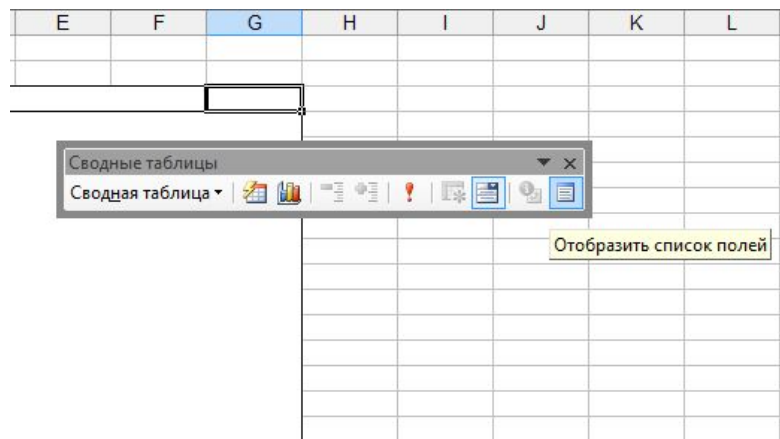 E F G H I J K L
Сводные таблицы
Сводная таблица
Отобразить список полей